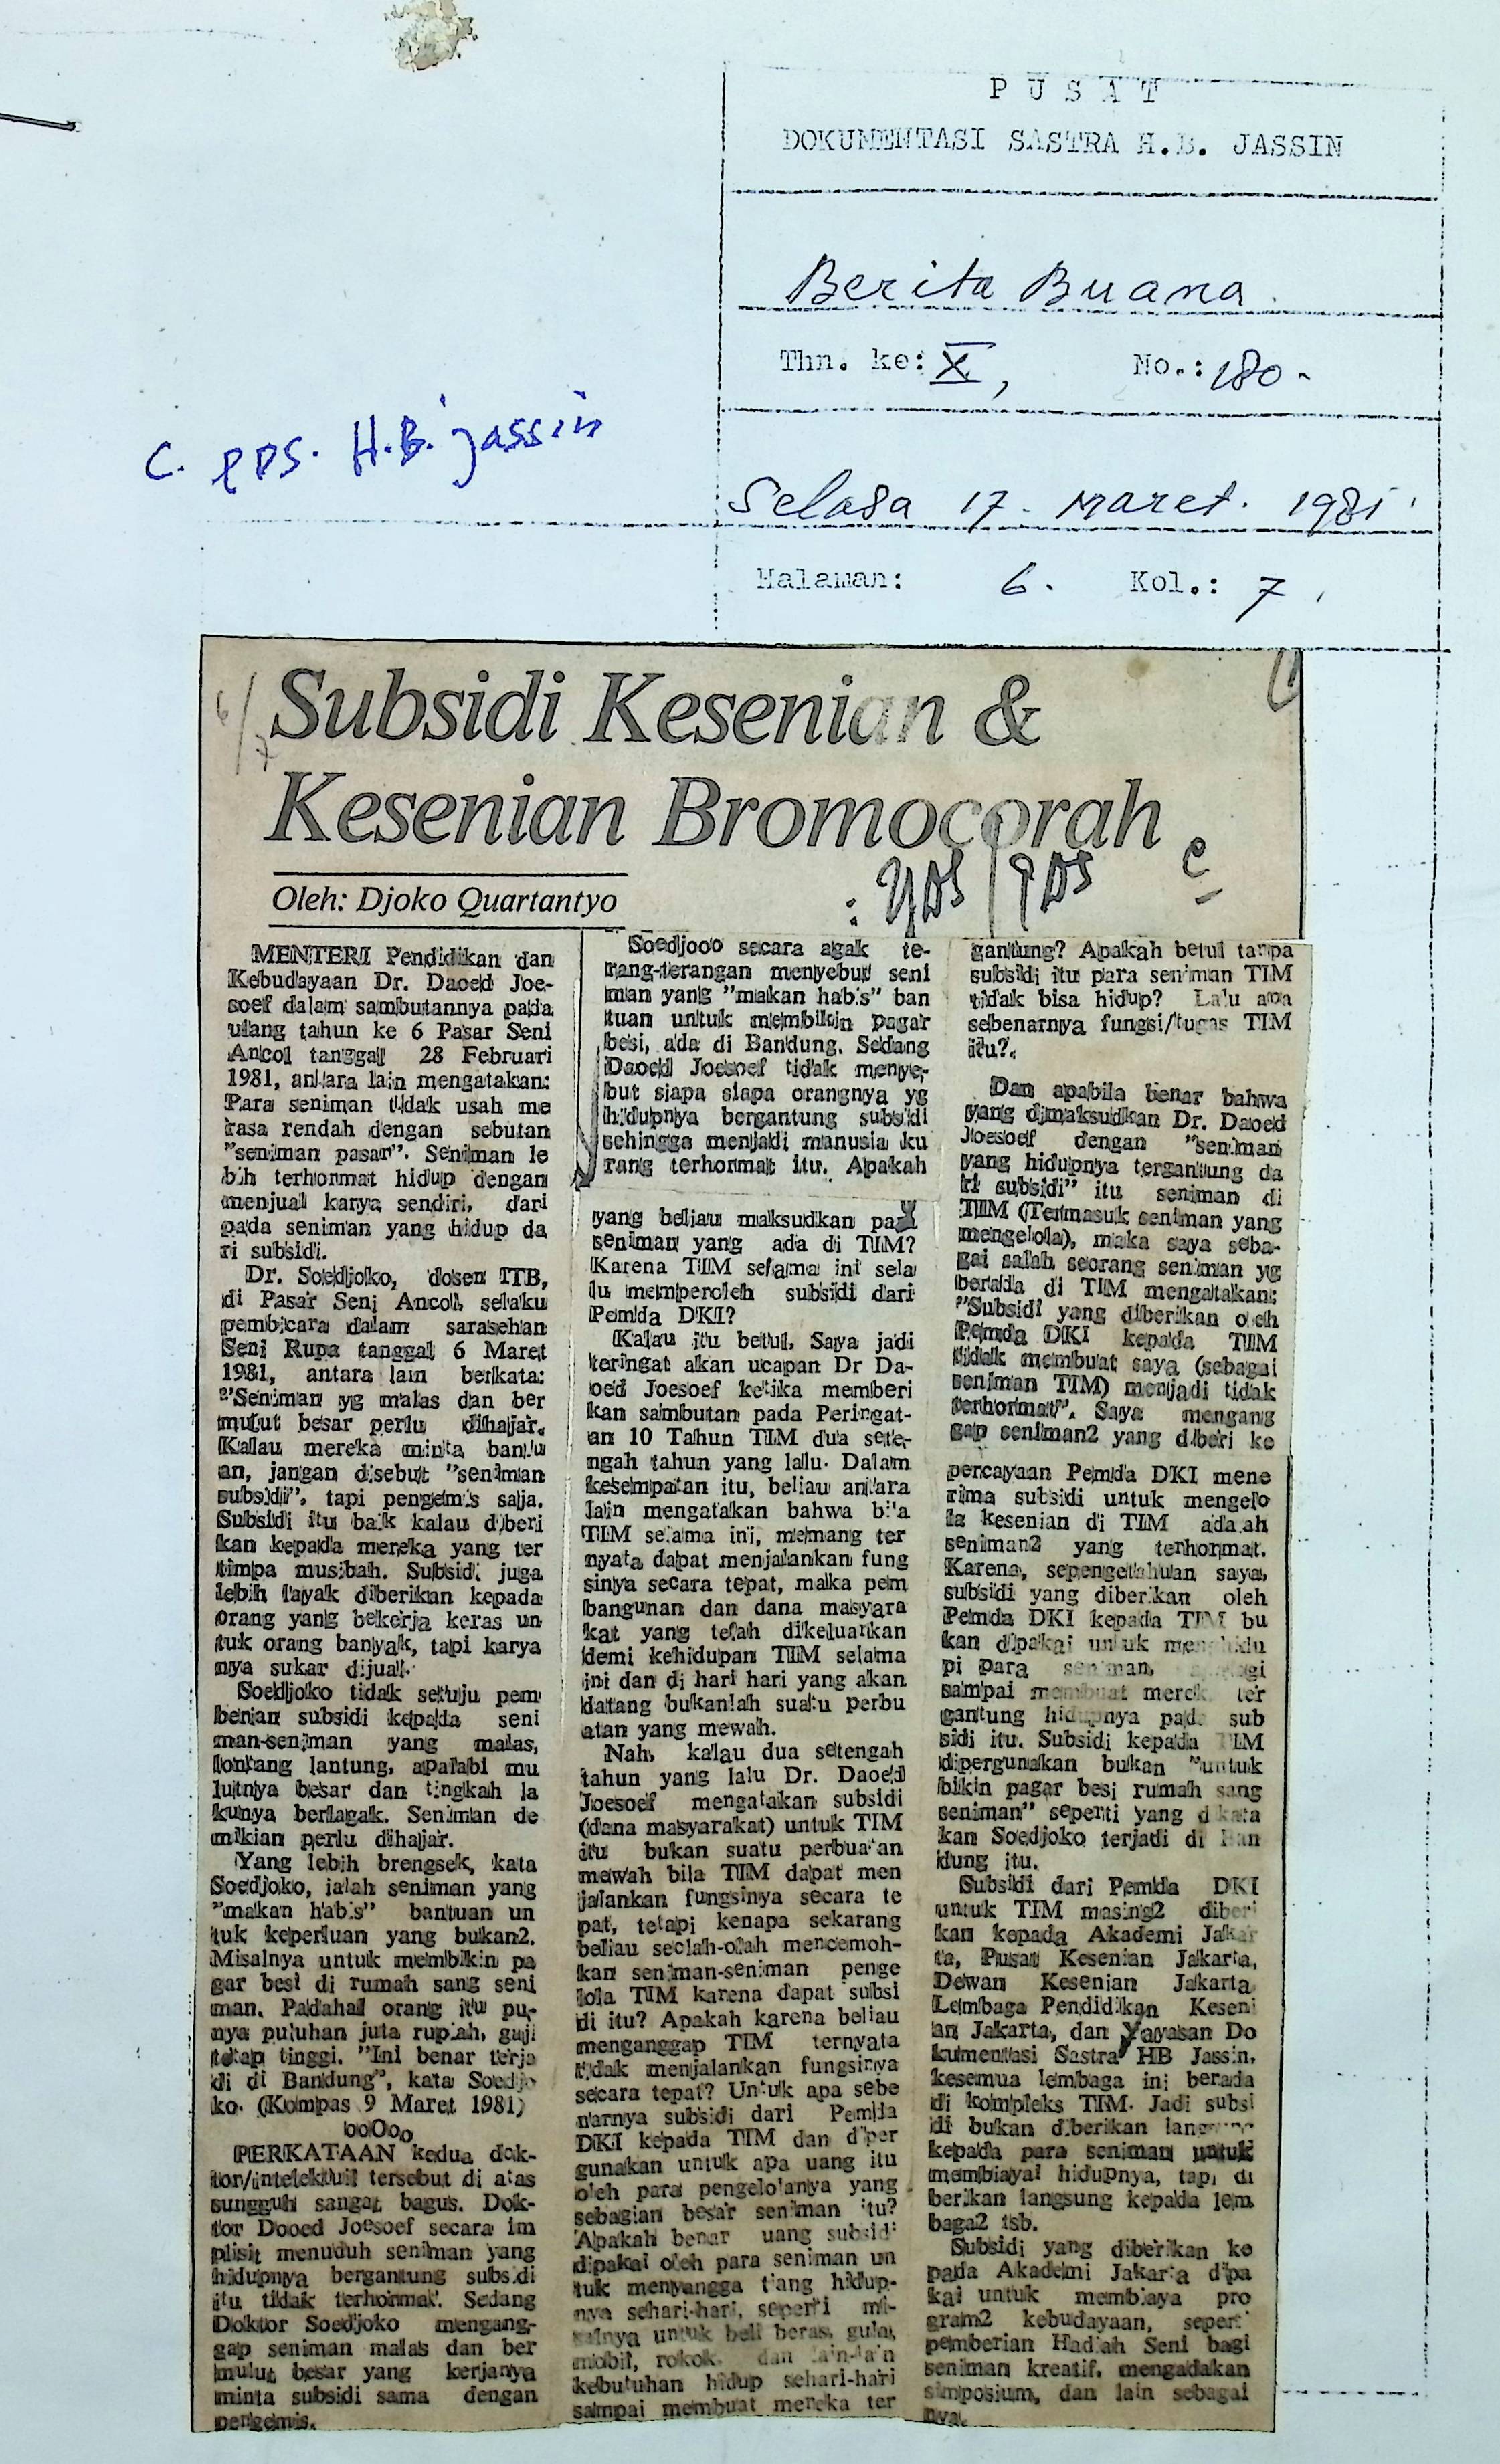 PUSAT
DOKUMENTASI SASTRA H.B. JASSIN
Berita Buana
Thn. ke: X, No.: 180.
c. pds. H.B. Jassin
Selasa 17. Maret. 1981.
Halaman: 6. Kol.: 7.
Subsidi Kesenian &
Kesenian Bromocorah
Oleh: Djoko Quartantyo
MENTERI Pendidikan dan
Kebudayaan Dr. Daoed Joe-
soef dalam sambutannya pada
ulang tahun ke 6 Pasar Seni
Ancol tanggal 28 Februari
1981, antara lain mengatakan:
Para seniman tidak usah me
rasa rendah dengan sebutan
"seniman pasar". Seniman le
bih terhormat hidup dengan
menjual karya sendiri, dari
pada seniman yang hidup da
ri subsidi.
Dr. Soedjoko, dosen ITB,
di Pasar Seni Ancol, selaku
pembicara dalam sarasehan
Seni Rupa tanggal 6 Maret
1981, antara lain berkata:
"Seniman yg malas dan ber
mulut besar perlu dihajar.
Kalau mereka minta bantu
an, jangan disebut "seniman
subsidi", tapi pengemis saja.
Subsidi itu baik kalau diberi
kan kepada mereka yang ter
timpa musibah. Subsidi juga
lebih layak diberikan kepada
orang yang bekerja keras un
tuk orang banyak, tapi karya
nya sukar dijual.
Soedjoko tidak setuju pem
berian subsidi kepada seni
man-seniman yang malas,
lontang lantung, apalabi mu
lutnya besar dan tingkah la
kunya berlagak. Seniman de
mikian perlu dihajar.
Yang lebih brengsek, kata
Soedjoko, ialah seniman yang
"makan habis" bantuan un
tuk keperluan yang bukan2.
Misalnya untuk membikin pa
gar besi di rumah sang seni
man. Padahal orang itu pu-
nya puluhan juta rupiah, gaji
tetap tinggi. "Ini benar terja
di di Bandung", kata Soedjo
ko. (Kompas 9 Maret 1981)
ooOoo
PERKATAAN kedua dok-
tor/intelektuil tersebut di atas
sungguh sangat bagus. Dok-
tor Dooed Joesoef secara im
plisit menuduh seniman yang
hidupnya bergantung subsidi
itu tidak terhormat. Sedang
Doktor Soedjoko mengang-
gap seniman malas dan ber
mulut besar yang kerjanya
minta subsidi sama dengan
pengemis.
: YDS/PDS c
Soedjooo secara agak te-
rang-terangan menyebut seni
man yang "makan habis" ban
tuan untuk membikin pagar
besi, ada di Bandung. Sedang
Daoed Joesoef tidak menye-
but siapa siapa orangnya yg
hidupnya bergantung subsidi
sehingga menjadi manusia ku
rang terhormat itu. Apakah
yang beliau maksudkan para
seniman yang ada di TIM?
Karena TIM selama ini sela
lu memperoleh subsidi dari
Pemda DKI?
Kalau itu betul, Saya jadi
teringat akan ucapan Dr Da-
oed Joesoef ketika memberi
kan sambutan pada Peringat-
an 10 Tahun TIM dua sete-
ngah tahun yang lalu. Dalam
kesempatan itu, beliau antara
lain mengatakan bahwa bila
TIM selama ini, memang ter
nyata dapat menjalankan fung
sinya secara tepat, maka pem
bangunan dan dana masyara
kat yang telah dikeluarkan
demi kehidupan TIM selama
ini dan di hari hari yang akan
datang bukanlah suatu perbu
atan yang mewah.
Nah, kalau dua setengah
tahun yang lalu Dr. Daoed
Joesoef mengatakan subsidi
(dana masyarakat) untuk TIM
itu bukan suatu perbuatan
mewah bila TIM dapat men
jalankan fungsinya secara te
pat, tetapi kenapa sekarang
beliau seolah-olah mencemoh-
kan seniman-seniman penge
lola TIM karena dapat subsi
di itu? Apakah karena beliau
menganggap TIM ternyata
tidak menjalankan fungsinya
secara tepat? Untuk apa sebe
narnya subsidi dari Pemda
DKI kepada TIM dan diper
gunakan untuk apa uang itu
oleh para pengelolanya yang
sebagian besar seniman itu?
Apakah benar uang subsidi
dipakai oleh para seniman un
tuk menyangga tiang hidup-
nya sehari-hari, seperti mi-
salnya untuk beli beras, gula,
mobil, rokok. dan lain-lain
kebutuhan hidup sehari-hari
sampai membuat mereka ter
gantung? Apakah betul tanpa
subsidi itu para seniman TIM
tidak bisa hidup? Lalu apa
sebenarnya fungsi/tugas TIM
itu?.
Dan apabila benar bahwa
yang dimaksudkan Dr. Daoed
Joesoef dengan "seniman
yang hidupnya tergantung da
ri subsidi" itu seniman di
TIM (Termasuk seniman yang
mengelola), maka saya seba-
gai salah seorang seniman yg
berada di TIM mengatakan:
"Subsidi yang diberikan oleh
Pemda DKI kepada TIM
tidak membuat saya (sebagai
seniman TIM) menjadi tidak
terhormat". Saya mengang
gap seniman2 yang diberi ke
percayaan Pemda DKI mene
rima subsidi untuk mengelo
la kesenian di TIM adalah
seniman2 yang terhormat.
Karena, sepengetahuan saya,
subsidi yang diberikan oleh
Pemda DKI kepada TIM bu
kan dipakai untuk menghidu
pi para seniman, apalagi
sampai membuat mereka ter
gantung hidupnya pada sub
sidi itu. Subsidi kepada TIM
dipergunakan bukan "untuk
bikin pagar besi rumah sang
seniman" seperti yang dikata
kan Soedjoko terjadi di Ban
dung itu.
Subsidi dari Pemda DKI
untuk TIM masing2 diberi
kan kepada Akademi Jakar
ta, Pusat Kesenian Jakarta,
Dewan Kesenian Jakarta
Lembaga Pendidikan Keseni
an Jakarta, dan Yayasan Do
kumentasi Sastra HB Jassin.
kesemua lembaga ini berada
di kompleks TIM. Jadi subsi
di bukan diberikan langsung
kepada para seniman untuk
membiayai hidupnya, tapi di
berikan langsung kepada lem
baga2 tsb.
Subsidi yang diberikan ke
pada Akademi Jakarta dipa
kai untuk membiaya pro
gram2 kebudayaan, seperti
pemberian Hadiah Seni bagi
seniman kreatif, mengadakan
simposium, dan lain sebagai
nya.